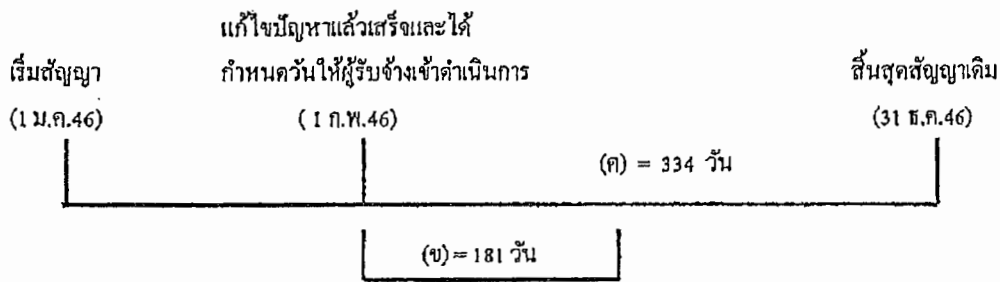 แก้ไขปัญหาแล้วเสร็จและได้
เริ่มสัญญา กำหนดวันให้ผู้รับจ้างเข้าดำเนินการ สิ้นสุดสัญญาเดิม
(1 ม.ค.46) ( 1 ก.พ.46) (31 ธ.ค.46)
(ค) = 334 วัน
(ข) = 181 วัน